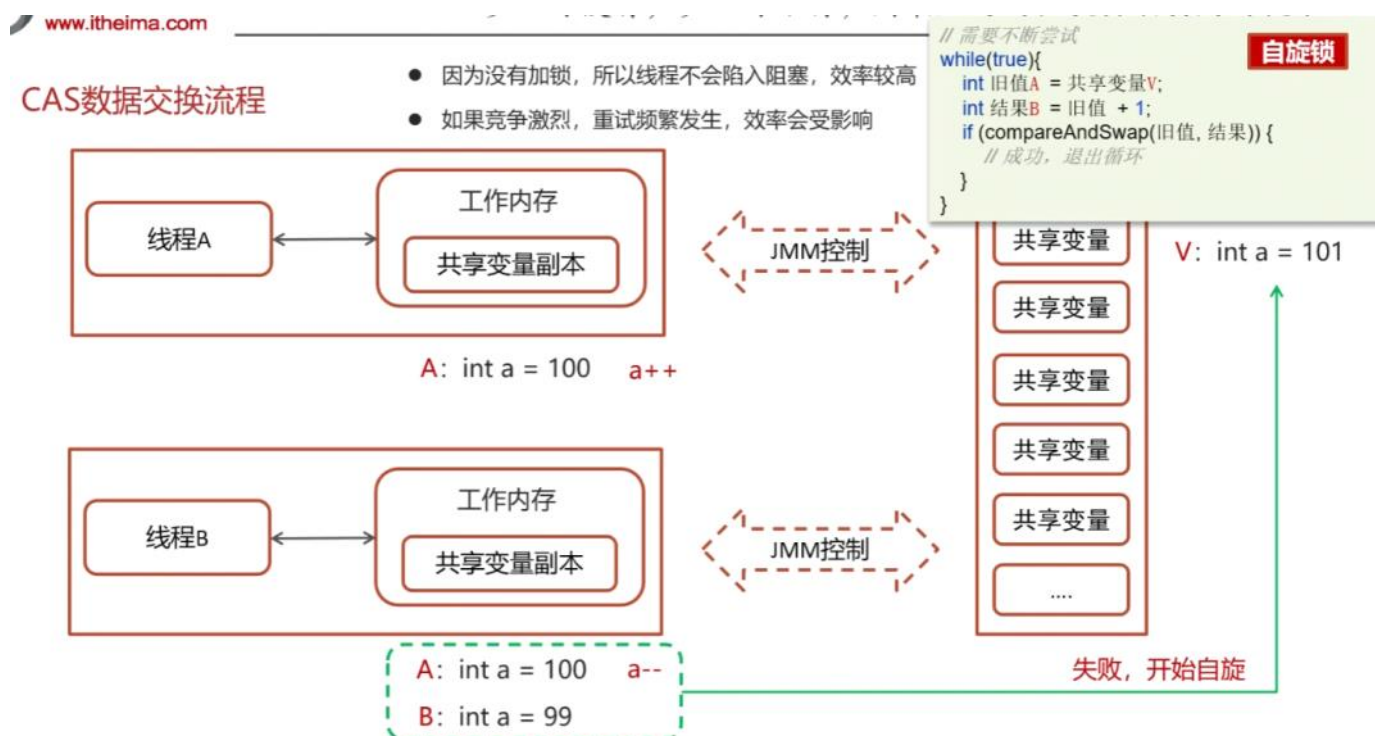 www.itheima.com
CAS数据交换流程
● 因为没有加锁，所以线程不会陷入阻塞，效率较高
● 如果竞争激烈，重试频繁发生，效率会受影响
// 需要不断尝试
自旋锁
while(true){
int 旧值A = 共享变量V;
int 结果B = 旧值 + 1;
if (compareAndSwap(旧值, 结果)) {
// 成功，退出循环
}
}
线程A
工作内存
共享变量副本
JMM控制
共享变量
V: int a = 101
共享变量
共享变量
共享变量
共享变量
....
A: int a = 100 a++
线程B
工作内存
共享变量副本
JMM控制
A: int a = 100 a--
B: int a = 99
失败，开始自旋